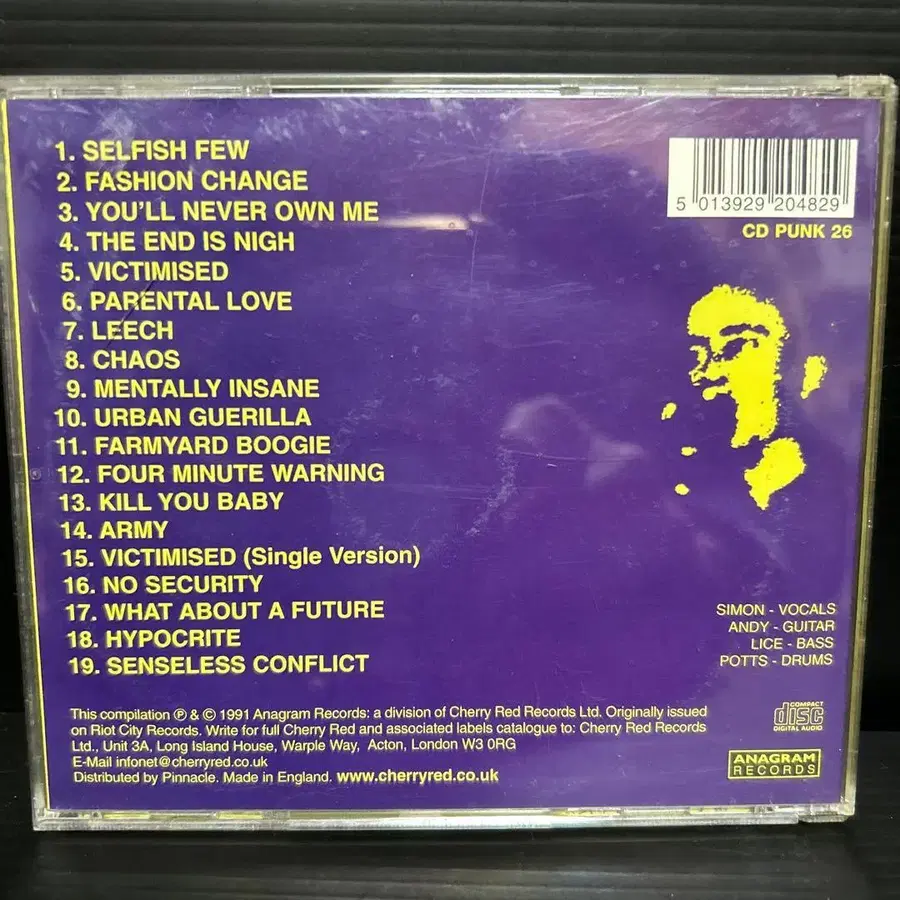 1. SELFISH FEW
2. FASHION CHANGE
3. YOU'LL NEVER OWN ME
4. THE END IS NIGH
5. VICTIMISED
6. PARENTAL LOVE
7. LEECH
8. CHAOS
9. MENTALLY INSANE
10. URBAN GUERILLA
11. FARMYARD BOOGIE
12. FOUR MINUTE WARNING
13. KILL YOU BABY
14. ARMY
15. VICTIMISED (Single Version)
16. NO SECURITY
17. WHAT ABOUT A FUTURE
18. HYPOCRITE
19. SENSELESS CONFLICT
5 013929 204829
CD PUNK 26
SIMON - VOCALS
ANDY - GUITAR
LICE - BASS
POTTS - DRUMS
This compilation ℗ & © 1991 Anagram Records: a division of Cherry Red Records Ltd. Originally issued
on Riot City Records. Write for full Cherry Red and associated labels catalogue to: Cherry Red Records
Ltd., Unit 3A, Long Island House, Warple Way, Acton, London W3 0RG
E-Mail infonet@cherryred.co.uk
Distributed by Pinnacle. Made in England. www.cherryred.co.uk
COMPACT
disc
DIGITAL AUDIO
ANAGRAM
RECORDS